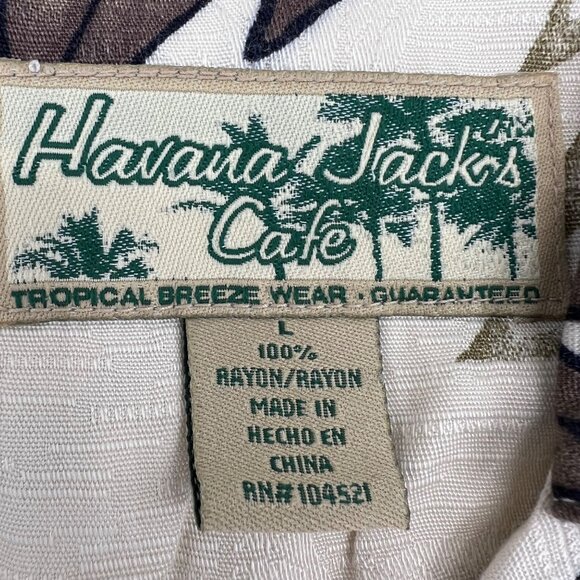 Havana Jack's TM
Cafe
TROPICAL BREEZE WEAR · GUARANTEED
L
100%
RAYON/RAYON
MADE IN
HECHO EN
CHINA
RN#104521